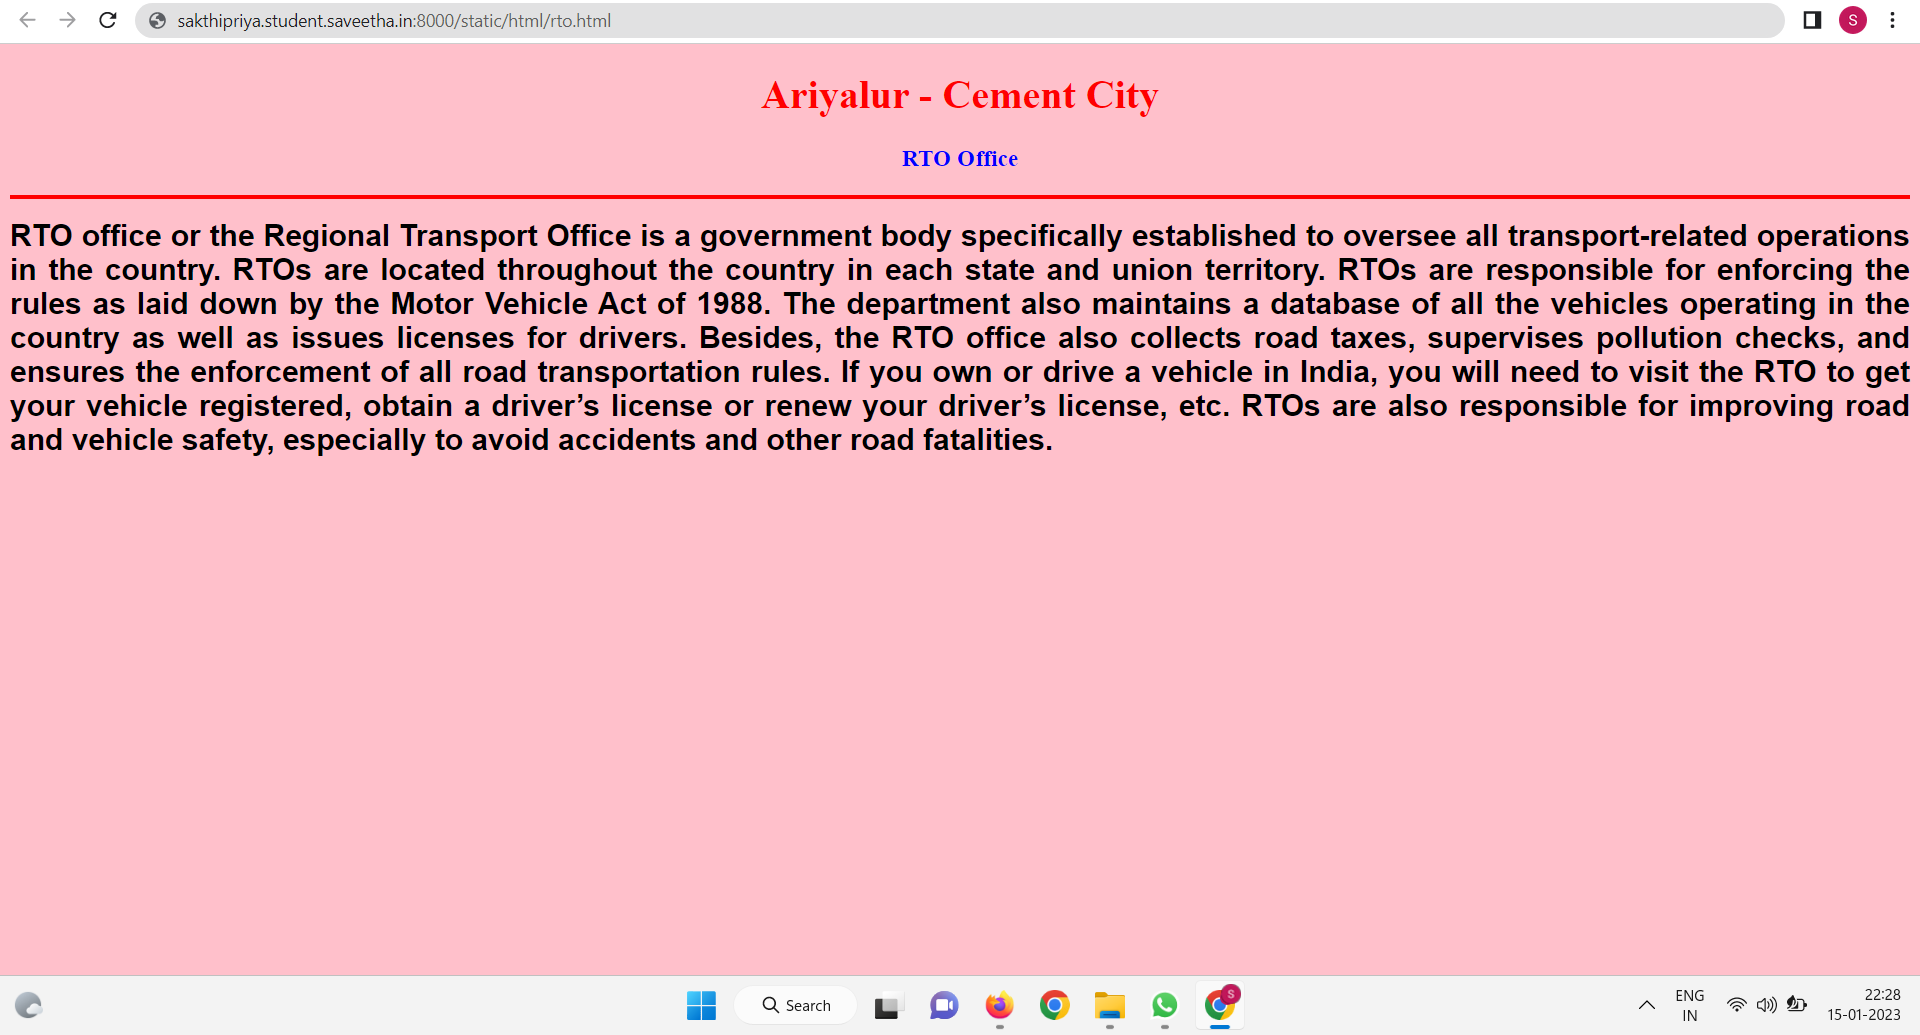 sakthipriya.student.saveetha.in:8000/static/html/rto.html
S
Ariyalur - Cement City
RTO Office
RTO office or the Regional Transport Office is a government body specifically established to oversee all transport-related operations
in the country. RTOs are located throughout the country in each state and union territory. RTOs are responsible for enforcing the
rules as laid down by the Motor Vehicle Act of 1988. The department also maintains a database of all the vehicles operating in the
country as well as issues licenses for drivers. Besides, the RTO office also collects road taxes, supervises pollution checks, and
ensures the enforcement of all road transportation rules. If you own or drive a vehicle in India, you will need to visit the RTO to get
your vehicle registered, obtain a driver’s license or renew your driver’s license, etc. RTOs are also responsible for improving road
and vehicle safety, especially to avoid accidents and other road fatalities.
Search
S
ENG
IN
22:28
15-01-2023